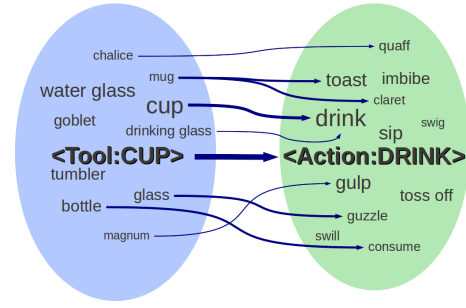 chalice
mug
water glass
cup
goblet
drinking glass
<Tool:CUP>
tumbler
glass
bottle
magnum
quaff
toast
imbibe
claret
drink
swig
sip
<Action:DRINK>
gulp
toss off
guzzle
swill
consume